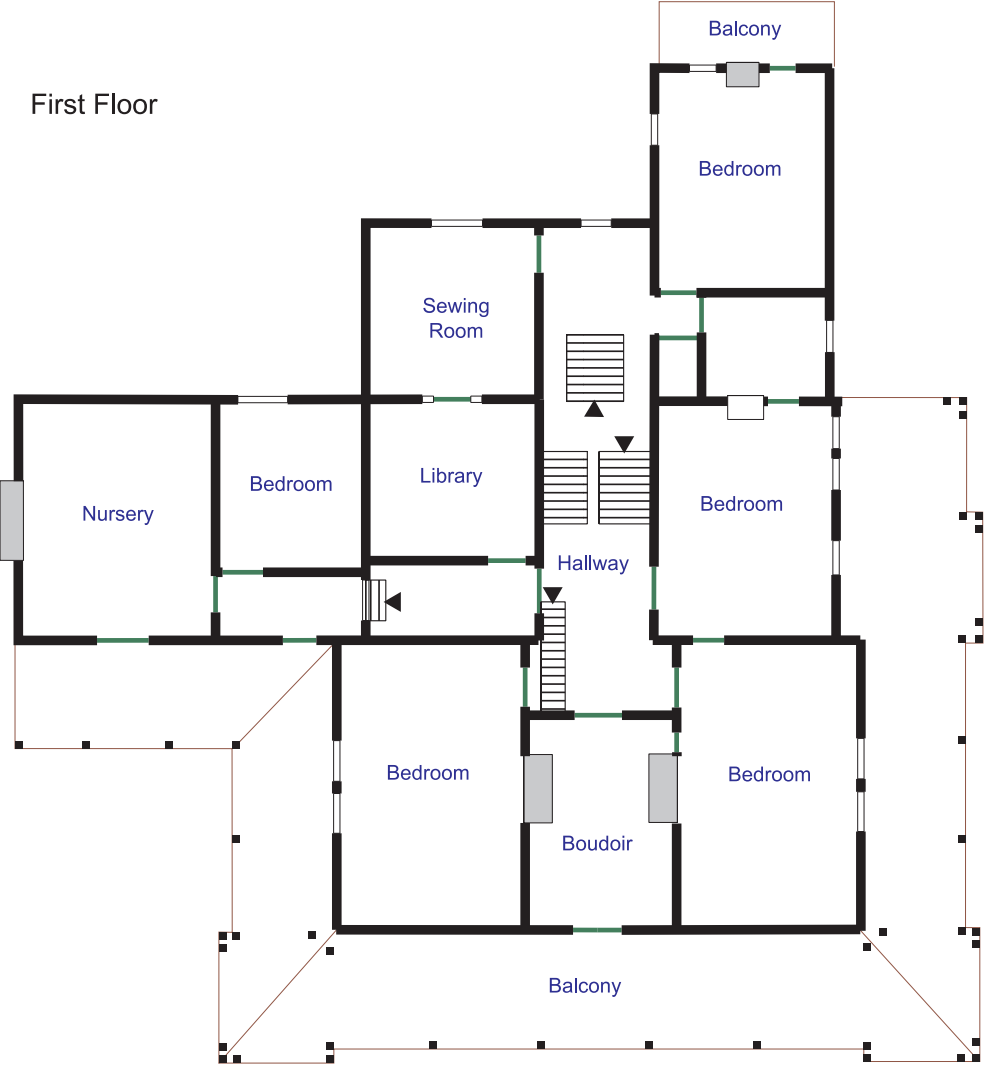 Balcony
First Floor
Bedroom
Sewing
Room
Bedroom
Library
Nursery
Bedroom
Hallway
Bedroom
Bedroom
Boudoir
Balcony